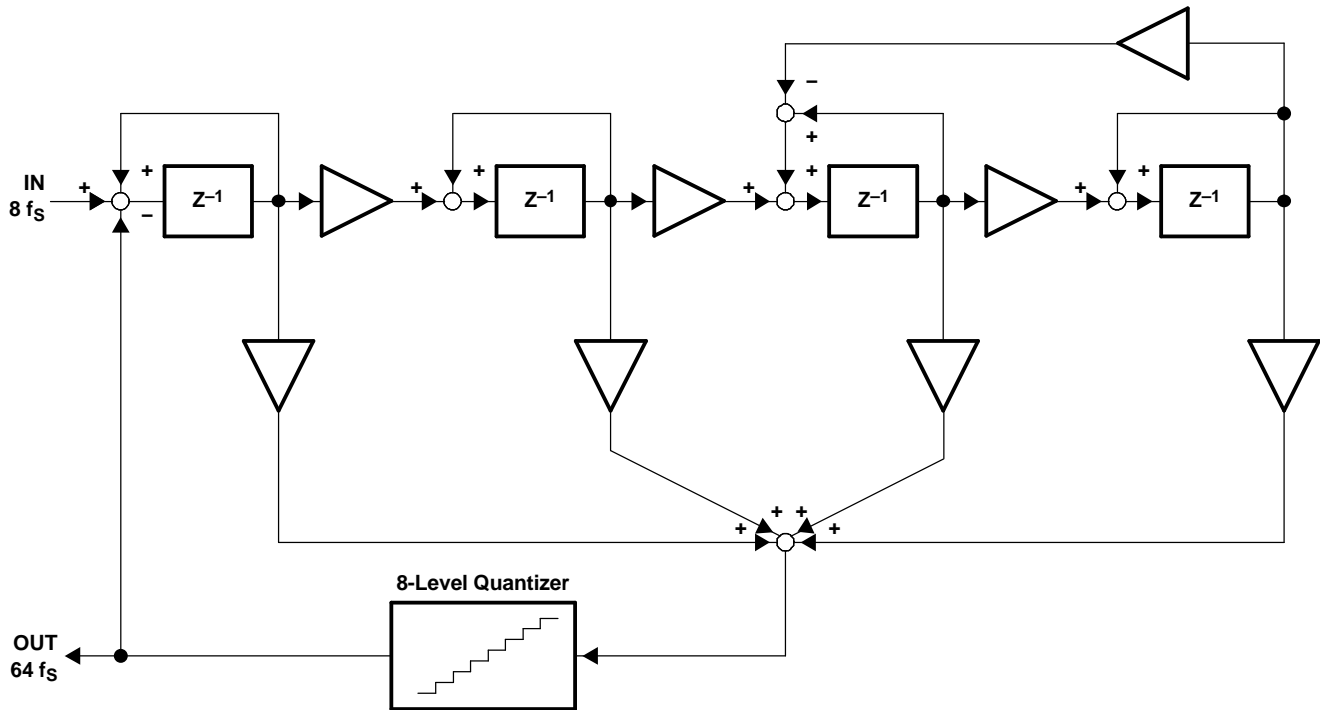 –
+
+
+
+
+
IN
8 fS
+
–
Z–1
+
+
Z–1
+
+
Z–1
+
+
Z–1
+
+
+
+
8-Level Quantizer
OUT
64 fS